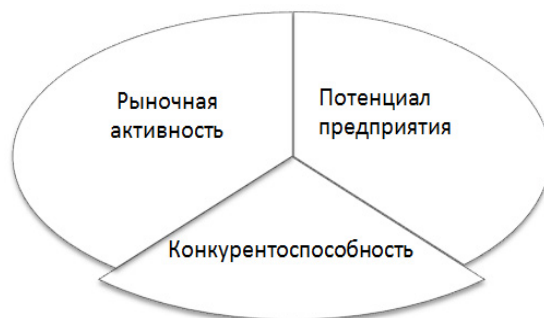 Рыночная
активность
Потенциал
предприятия
Конкурентоспособность